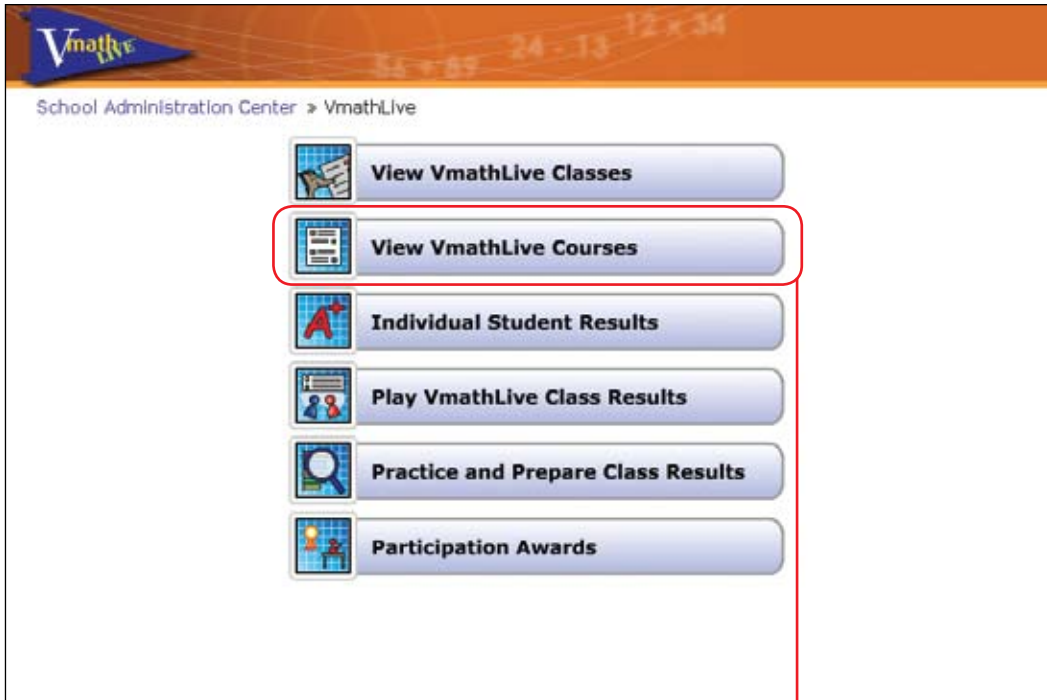 Vmath
LIVE
56 + 89 24 - 13 12 x 34
School Administration Center » VmathLive
View VmathLive Classes
View VmathLive Courses
A+
Individual Student Results
Play VmathLive Class Results
Practice and Prepare Class Results
Participation Awards